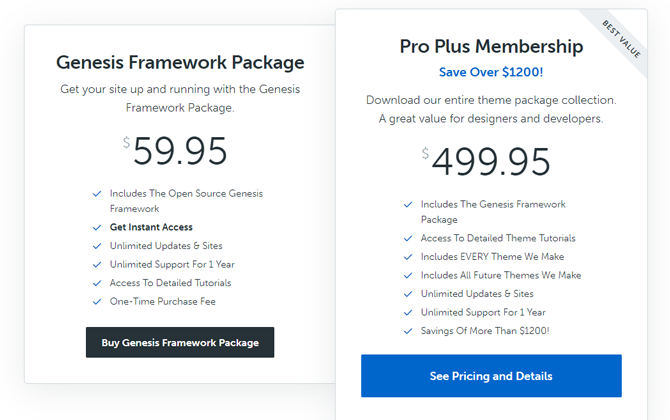 Genesis Framework Package
Get your site up and running with the Genesis
Framework Package.
$59.95
Includes The Open Source Genesis
Framework
Get Instant Access
Unlimited Updates & Sites
Unlimited Support For 1 Year
Access To Detailed Tutorials
One-Time Purchase Fee
Buy Genesis Framework Package
BEST VALUE
Pro Plus Membership
Save Over $1200!
Download our entire theme package collection.
A great value for designers and developers.
$499.95
Includes The Genesis Framework
Package
Access To Detailed Theme Tutorials
Includes EVERY Theme We Make
Includes All Future Themes We Make
Unlimited Updates & Sites
Unlimited Support For 1 Year
Savings Of More Than $1200!
See Pricing and Details